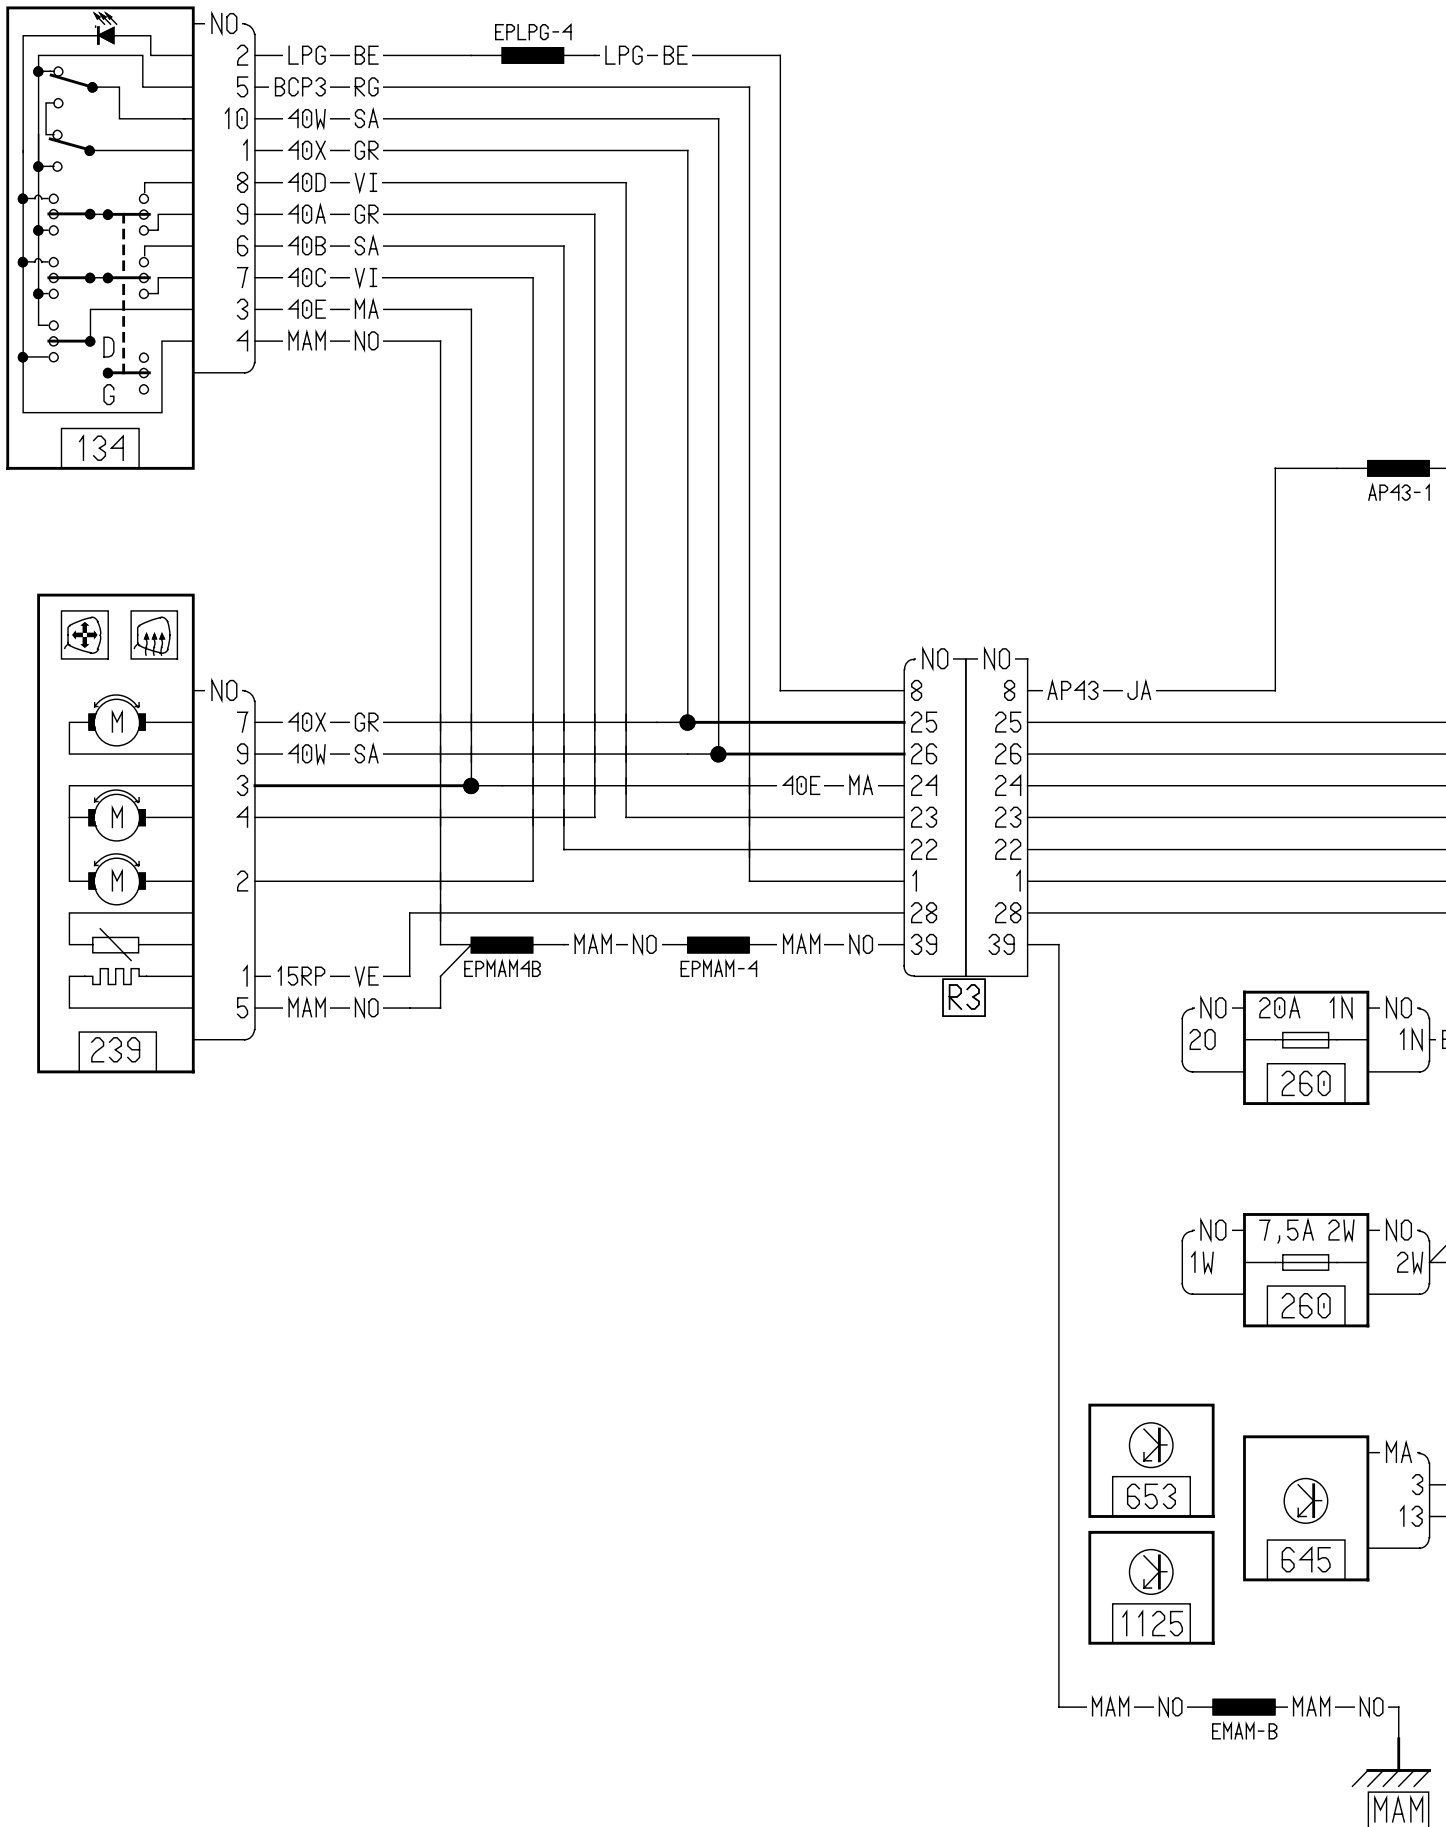 NO
EPLPG-4
2 LPG BE LPG BE
5 BCP3 RG
10 40W SA
1 40X GR
8 40D VI
9 40A GR
6 40B SA
7 40C VI
3 40E MA
4 MAM NO
D
G
134
AP43-1
NO
NO NO
8 8 AP43 JA
M 7 40X GR 25 25
9 40W SA 26 26
3 40E MA 24 24
M 4 23 23
22 22
M 2 1 1
28 28
MAM NO MAM NO 39 39
EPMAM4B EPMAM-4
1 15RP VE
5 MAM NO
R3
239
NO 20A 1N NO
20 1N
260
NO 7,5A 2W NO
1W 2W
260
MA
3
653
13
645
1125
MAM NO MAM NO
EMAM-B
MAM